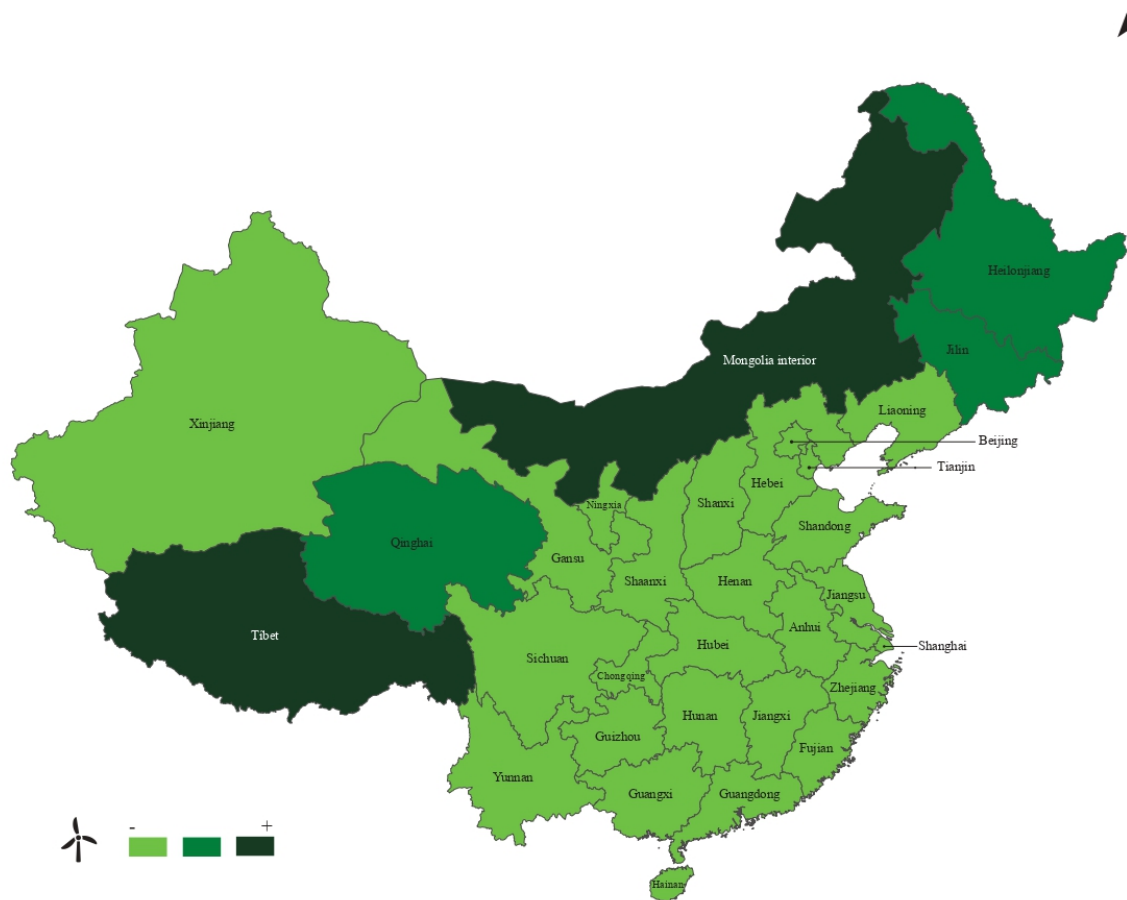 Heilonjiang
Jilin
Mongolia interior
Liaoning
Xinjiang
Beijing
Tianjin
Hebei
Shanxi
Ningxia
Shandong
Qinghai
Gansu
Shaanxi
Henan
Jiangsu
Anhui
Tibet
Hubei
Shanghai
Sichuan
Chongqing
Zhejiang
Hunan
Jiangxi
Guizhou
Fujian
Yunnan
Guangxi
Guangdong
- +
Hainan